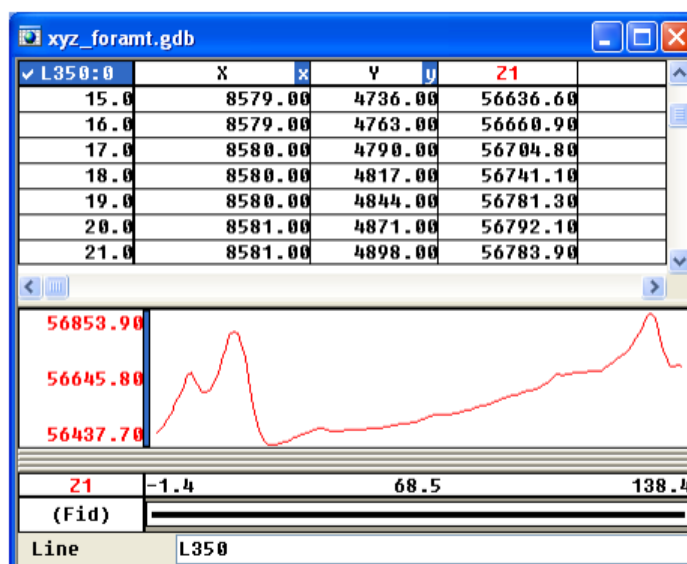 xyz_foramt.gdb
✓ L350:0 X x Y y Z1
15.0 8579.00 4736.00 56636.60
16.0 8579.00 4763.00 56660.90
17.0 8580.00 4790.00 56704.80
18.0 8580.00 4817.00 56741.10
19.0 8580.00 4844.00 56781.30
20.0 8581.00 4871.00 56792.10
21.0 8581.00 4898.00 56783.90
56853.90
56645.80
56437.70
Z1 -1.4 68.5 138.4
(Fid)
Line L350